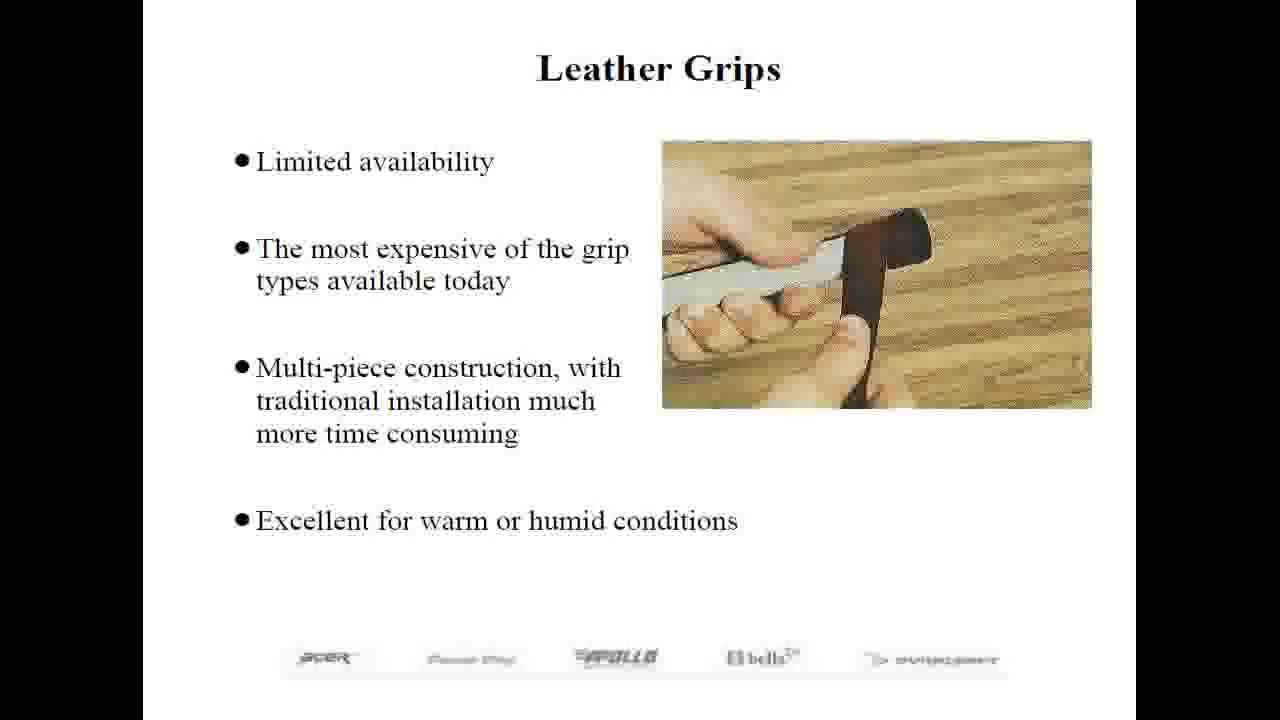 Leather Grips
● Limited availability
● The most expensive of the grip
types available today
● Multi-piece construction, with
traditional installation much
more time consuming
● Excellent for warm or humid conditions
APOLLO bella